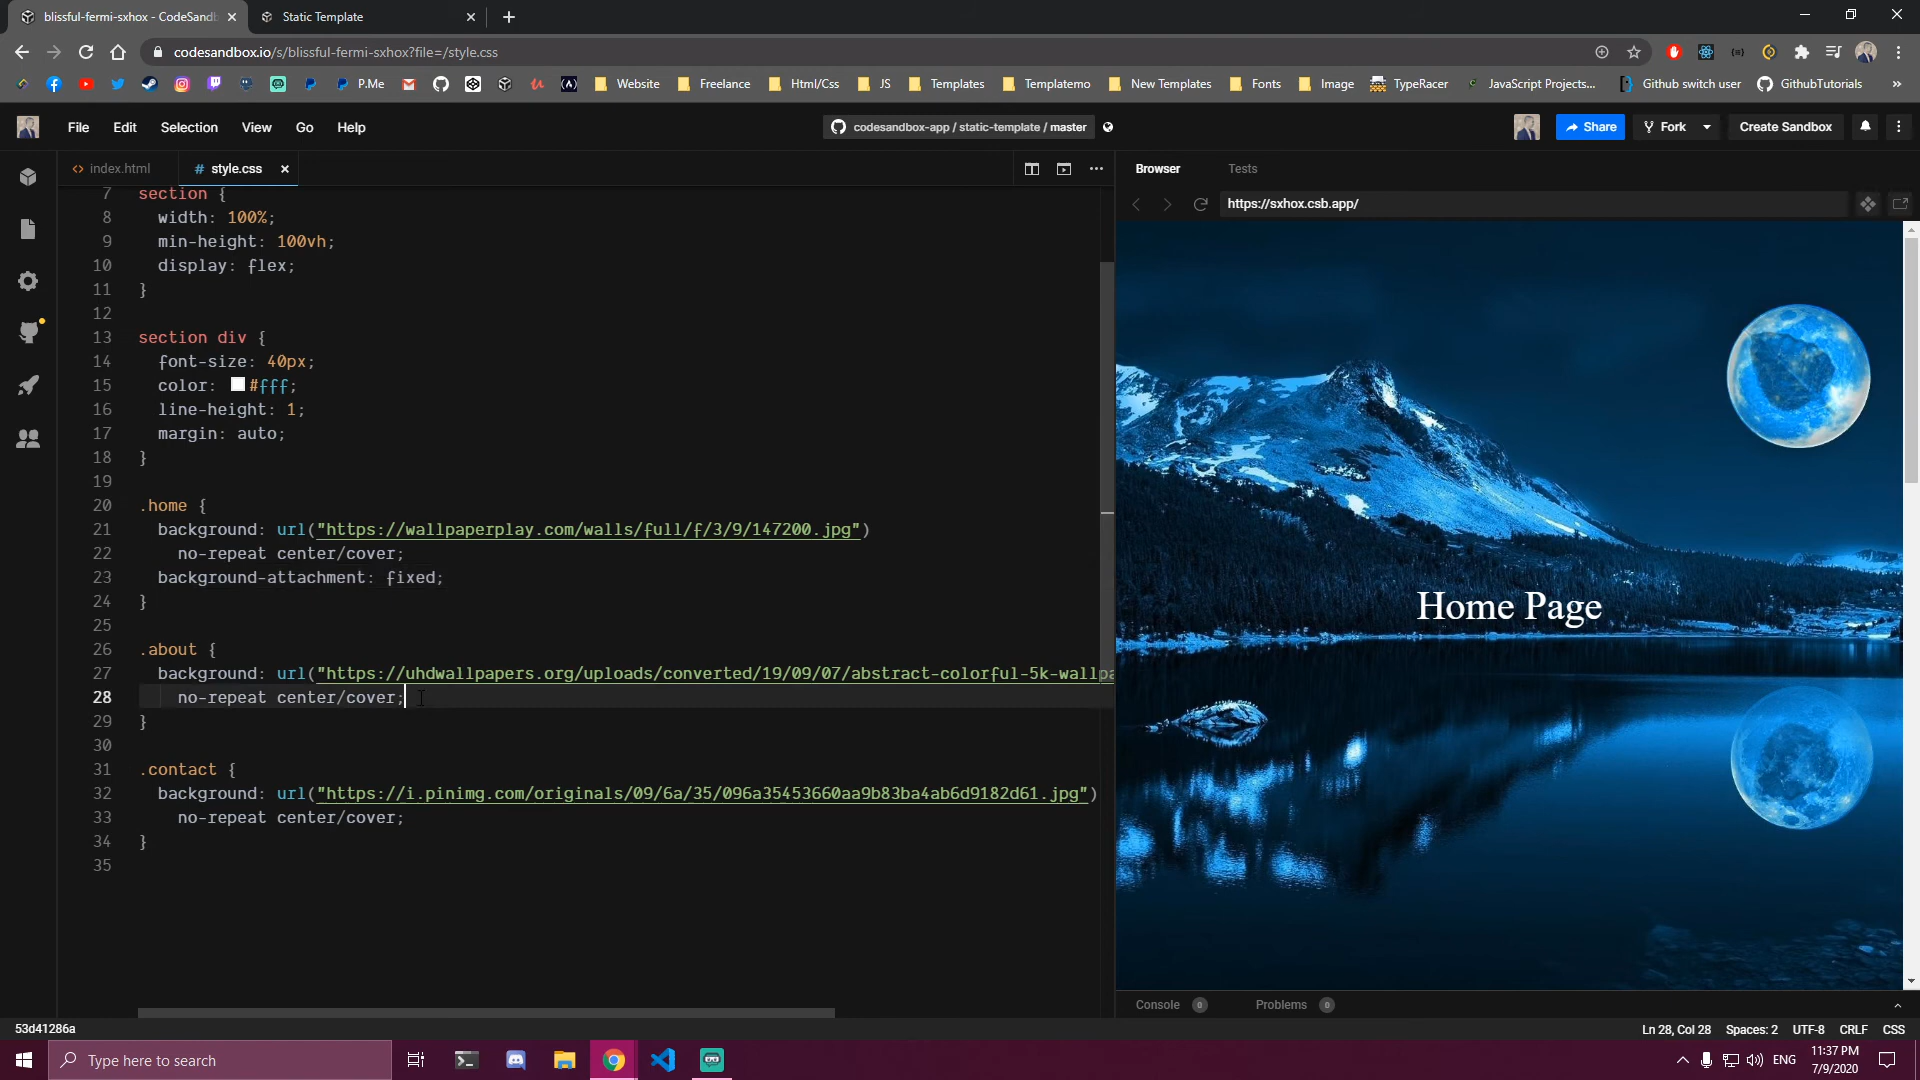 blissful-fermi-sxhox - CodeSandb
Static Template
codesandbox.io/s/blissful-fermi-sxhox?file=/style.css
P.Me
Website
Freelance
Html/Css
JS
Templates
Templatemo
New Templates
Fonts
Image
TypeRacer
JavaScript Projects...
Github switch user
GithubTutorials
»
File
Edit
Selection
View
Go
Help
codesandbox-app / static-template / master
Share
Fork
Create Sandbox
<> index.html
# style.css
Browser
Tests
https://sxhox.csb.app/
7 section {
8 width: 100%;
9 min-height: 100vh;
10 display: flex;
11 }
12
13 section div {
14 font-size: 40px;
15 color: #fff;
16 line-height: 1;
17 margin: auto;
18 }
19
20 .home {
21 background: url("https://wallpaperplay.com/walls/full/f/3/9/147200.jpg")
22 no-repeat center/cover;
23 background-attachment: fixed;
24 }
25
26 .about {
27 background: url("https://uhdwallpapers.org/uploads/converted/19/09/07/abstract-colorful-5k-wallpa
28 no-repeat center/cover;
29 }
30
31 .contact {
32 background: url("https://i.pinimg.com/originals/09/6a/35/096a35453660aa9b83ba4ab6d9182d61.jpg")
33 no-repeat center/cover;
34 }
35
Home Page
Console 0
Problems 0
53d41286a
Ln 28, Col 28
Spaces: 2
UTF-8
CRLF
CSS
Type here to search
ENG
11:37 PM
7/9/2020